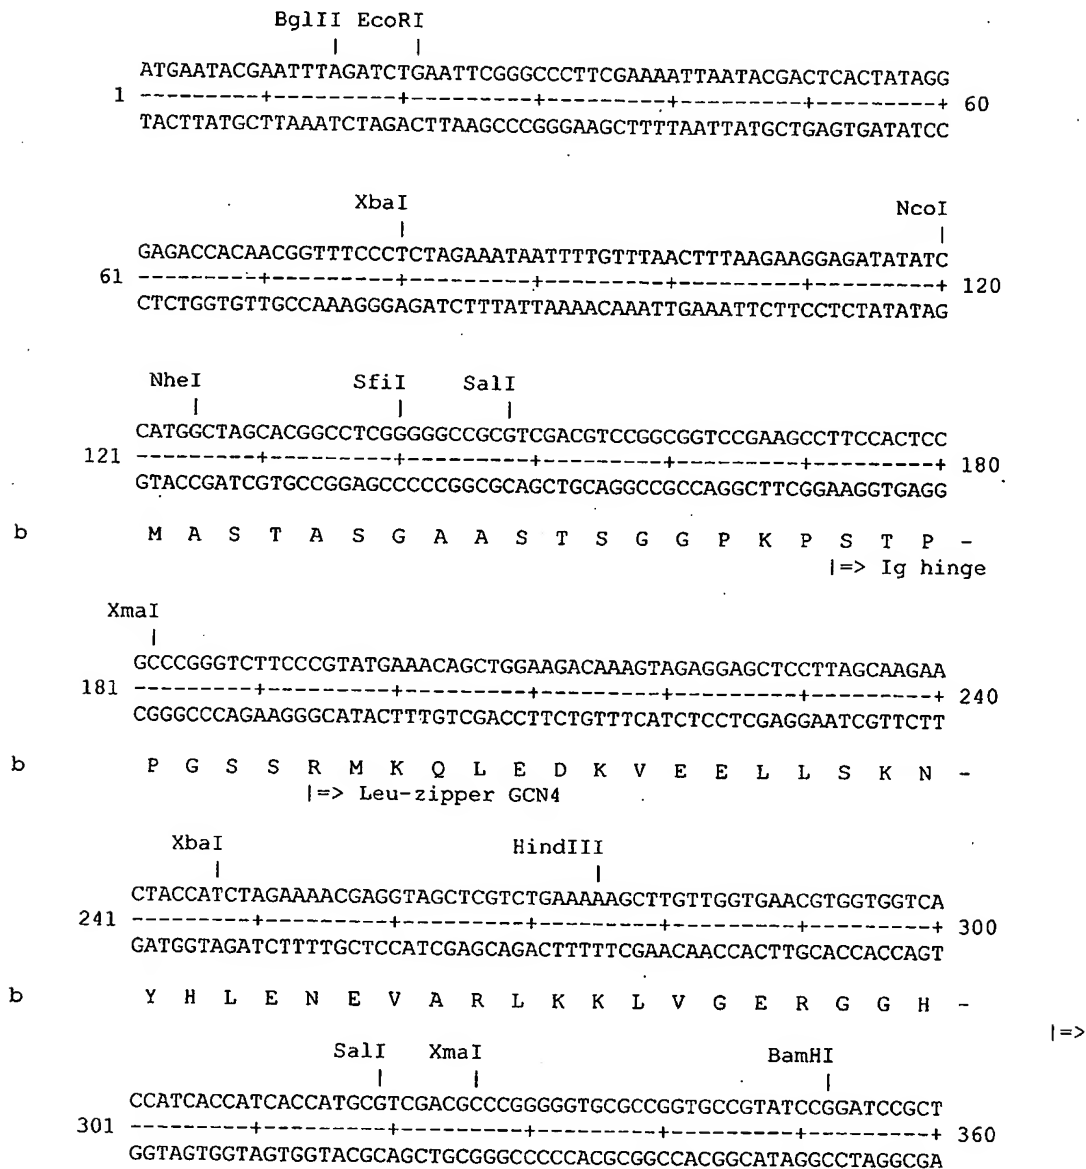 BglII EcoRI
| |
ATGAATACGAATTTAGATCTGAATTCGGGCCCTTCGAAAATTAATACGACTCACTATAGG
1 ---------+---------+---------+---------+---------+---------+ 60
TACTTATGCTTAAATCTAGACTTAAGCCCGGGAAGCTTTTAATTATGCTGAGTGATATCC
XbaI NcoI
| |
GAGACCACAACGGTTTCCCTCTAGAAATAATTTTGTTTAACTTTAAGAAGGAGATATATC
61 ---------+---------+---------+---------+---------+---------+ 120
CTCTGGTGTTGCCAAAGGGAGATCTTTATTAAAACAAATTGAAATTCTTCCTCTATATAG
NheI SfiI SalI
| | |
CATGGCTAGCACGGCCTCGGGGGCCGCGTCGACGTCCGGCGGTCCGAAGCCTTCCACTCC
121 ---------+---------+---------+---------+---------+---------+ 180
GTACCGATCGTGCCGGAGCCCCCGGCGCAGCTGCAGGCCGCCAGGCTTCGGAAGGTGAGG
b M A S T A S G A A S T S G G P K P S T P -
|=> Ig hinge
XmaI
|
GCCCGGGTCTTCCCGTATGAAACAGCTGGAAGACAAAGTAGAGGAGCTCCTTAGCAAGAA
181 ---------+---------+---------+---------+---------+---------+ 240
CGGGCCCAGAAGGGCATACTTTGTCGACCTTCTGTTTCATCTCCTCGAGGAATCGTTCTT
b P G S S R M K Q L E D K V E E L L S K N -
|=> Leu-zipper GCN4
XbaI HindIII
| |
CTACCATCTAGAAAACGAGGTAGCTCGTCTGAAAAAGCTTGTTGGTGAACGTGGTGGTCA
241 ---------+---------+---------+---------+---------+---------+ 300
GATGGTAGATCTTTTGCTCCATCGAGCAGACTTTTTCGAACAACCACTTGCACCACCAGT
b Y H L E N E V A R L K K L V G E R G G H -
|=>
SalI XmaI BamHI
| | |
CCATCACCATCACCATGCGTCGACGCCCGGGGGTGCGCCGGTGCCGTATCCGGATCCGCT
301 ---------+---------+---------+---------+---------+---------+ 360
GGTAGTGGTAGTGGTACGCAGCTGCGGGCCCCCACGCGGCCACGGCATAGGCCTAGGCGA